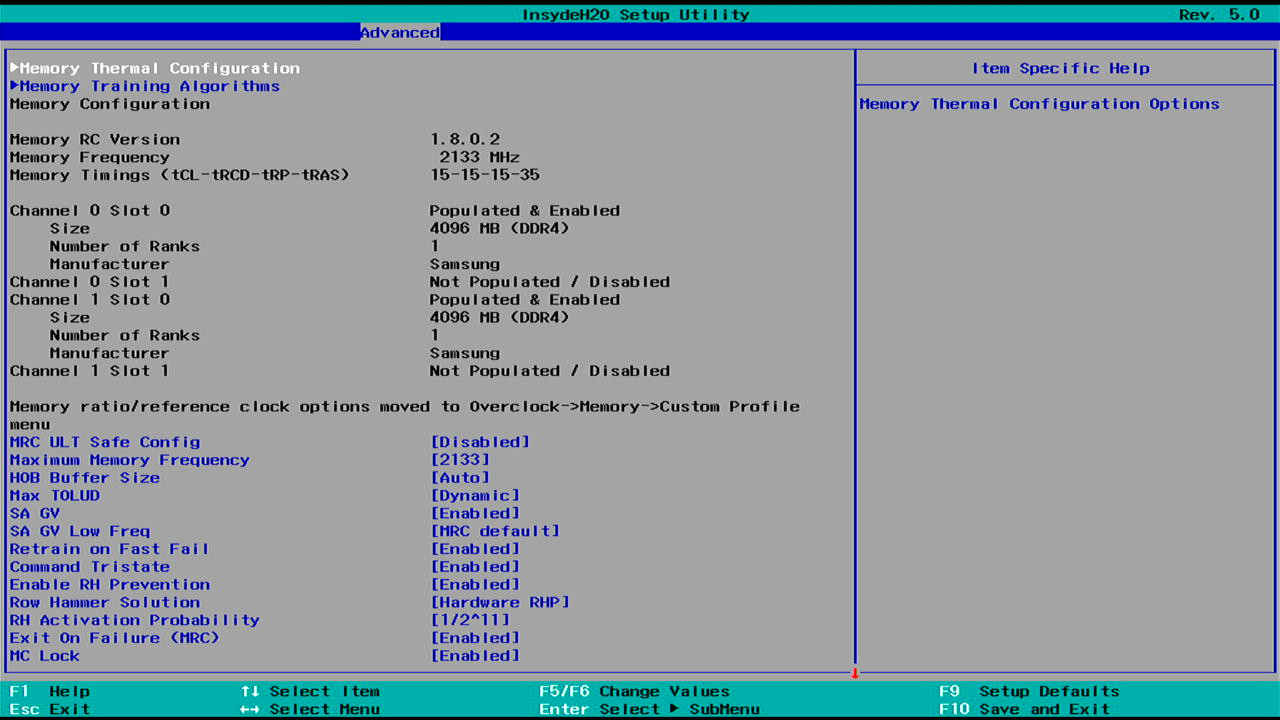 InsydeH2O Setup Utility Rev. 5.0
Advanced
▶Memory Thermal Configuration
▶Memory Training Algorithms
Memory Configuration
Memory RC Version 1.8.0.2
Memory Frequency 2133 MHz
Memory Timings (tCL-tRCD-tRP-tRAS) 15-15-15-35
Channel 0 Slot 0 Populated & Enabled
Size 4096 MB (DDR4)
Number of Ranks 1
Manufacturer Samsung
Channel 0 Slot 1 Not Populated / Disabled
Channel 1 Slot 0 Populated & Enabled
Size 4096 MB (DDR4)
Number of Ranks 1
Manufacturer Samsung
Channel 1 Slot 1 Not Populated / Disabled
Memory ratio/reference clock options moved to Overclock->Memory->Custom Profile
menu
MRC ULT Safe Config [Disabled]
Maximum Memory Frequency [2133]
HOB Buffer Size [Auto]
Max TOLUD [Dynamic]
SA GV [Enabled]
SA GV Low Freq [MRC default]
Retrain on Fast Fail [Enabled]
Command Tristate [Enabled]
Enable RH Prevention [Enabled]
Row Hammer Solution [Hardware RHP]
RH Activation Probability [1/2^11]
Exit On Failure (MRC) [Enabled]
MC Lock [Enabled]
Item Specific Help
Memory Thermal Configuration Options
F1 Help ↑↓ Select Item F5/F6 Change Values F9 Setup Defaults
Esc Exit ↔ Select Menu Enter Select ▶ SubMenu F10 Save and Exit